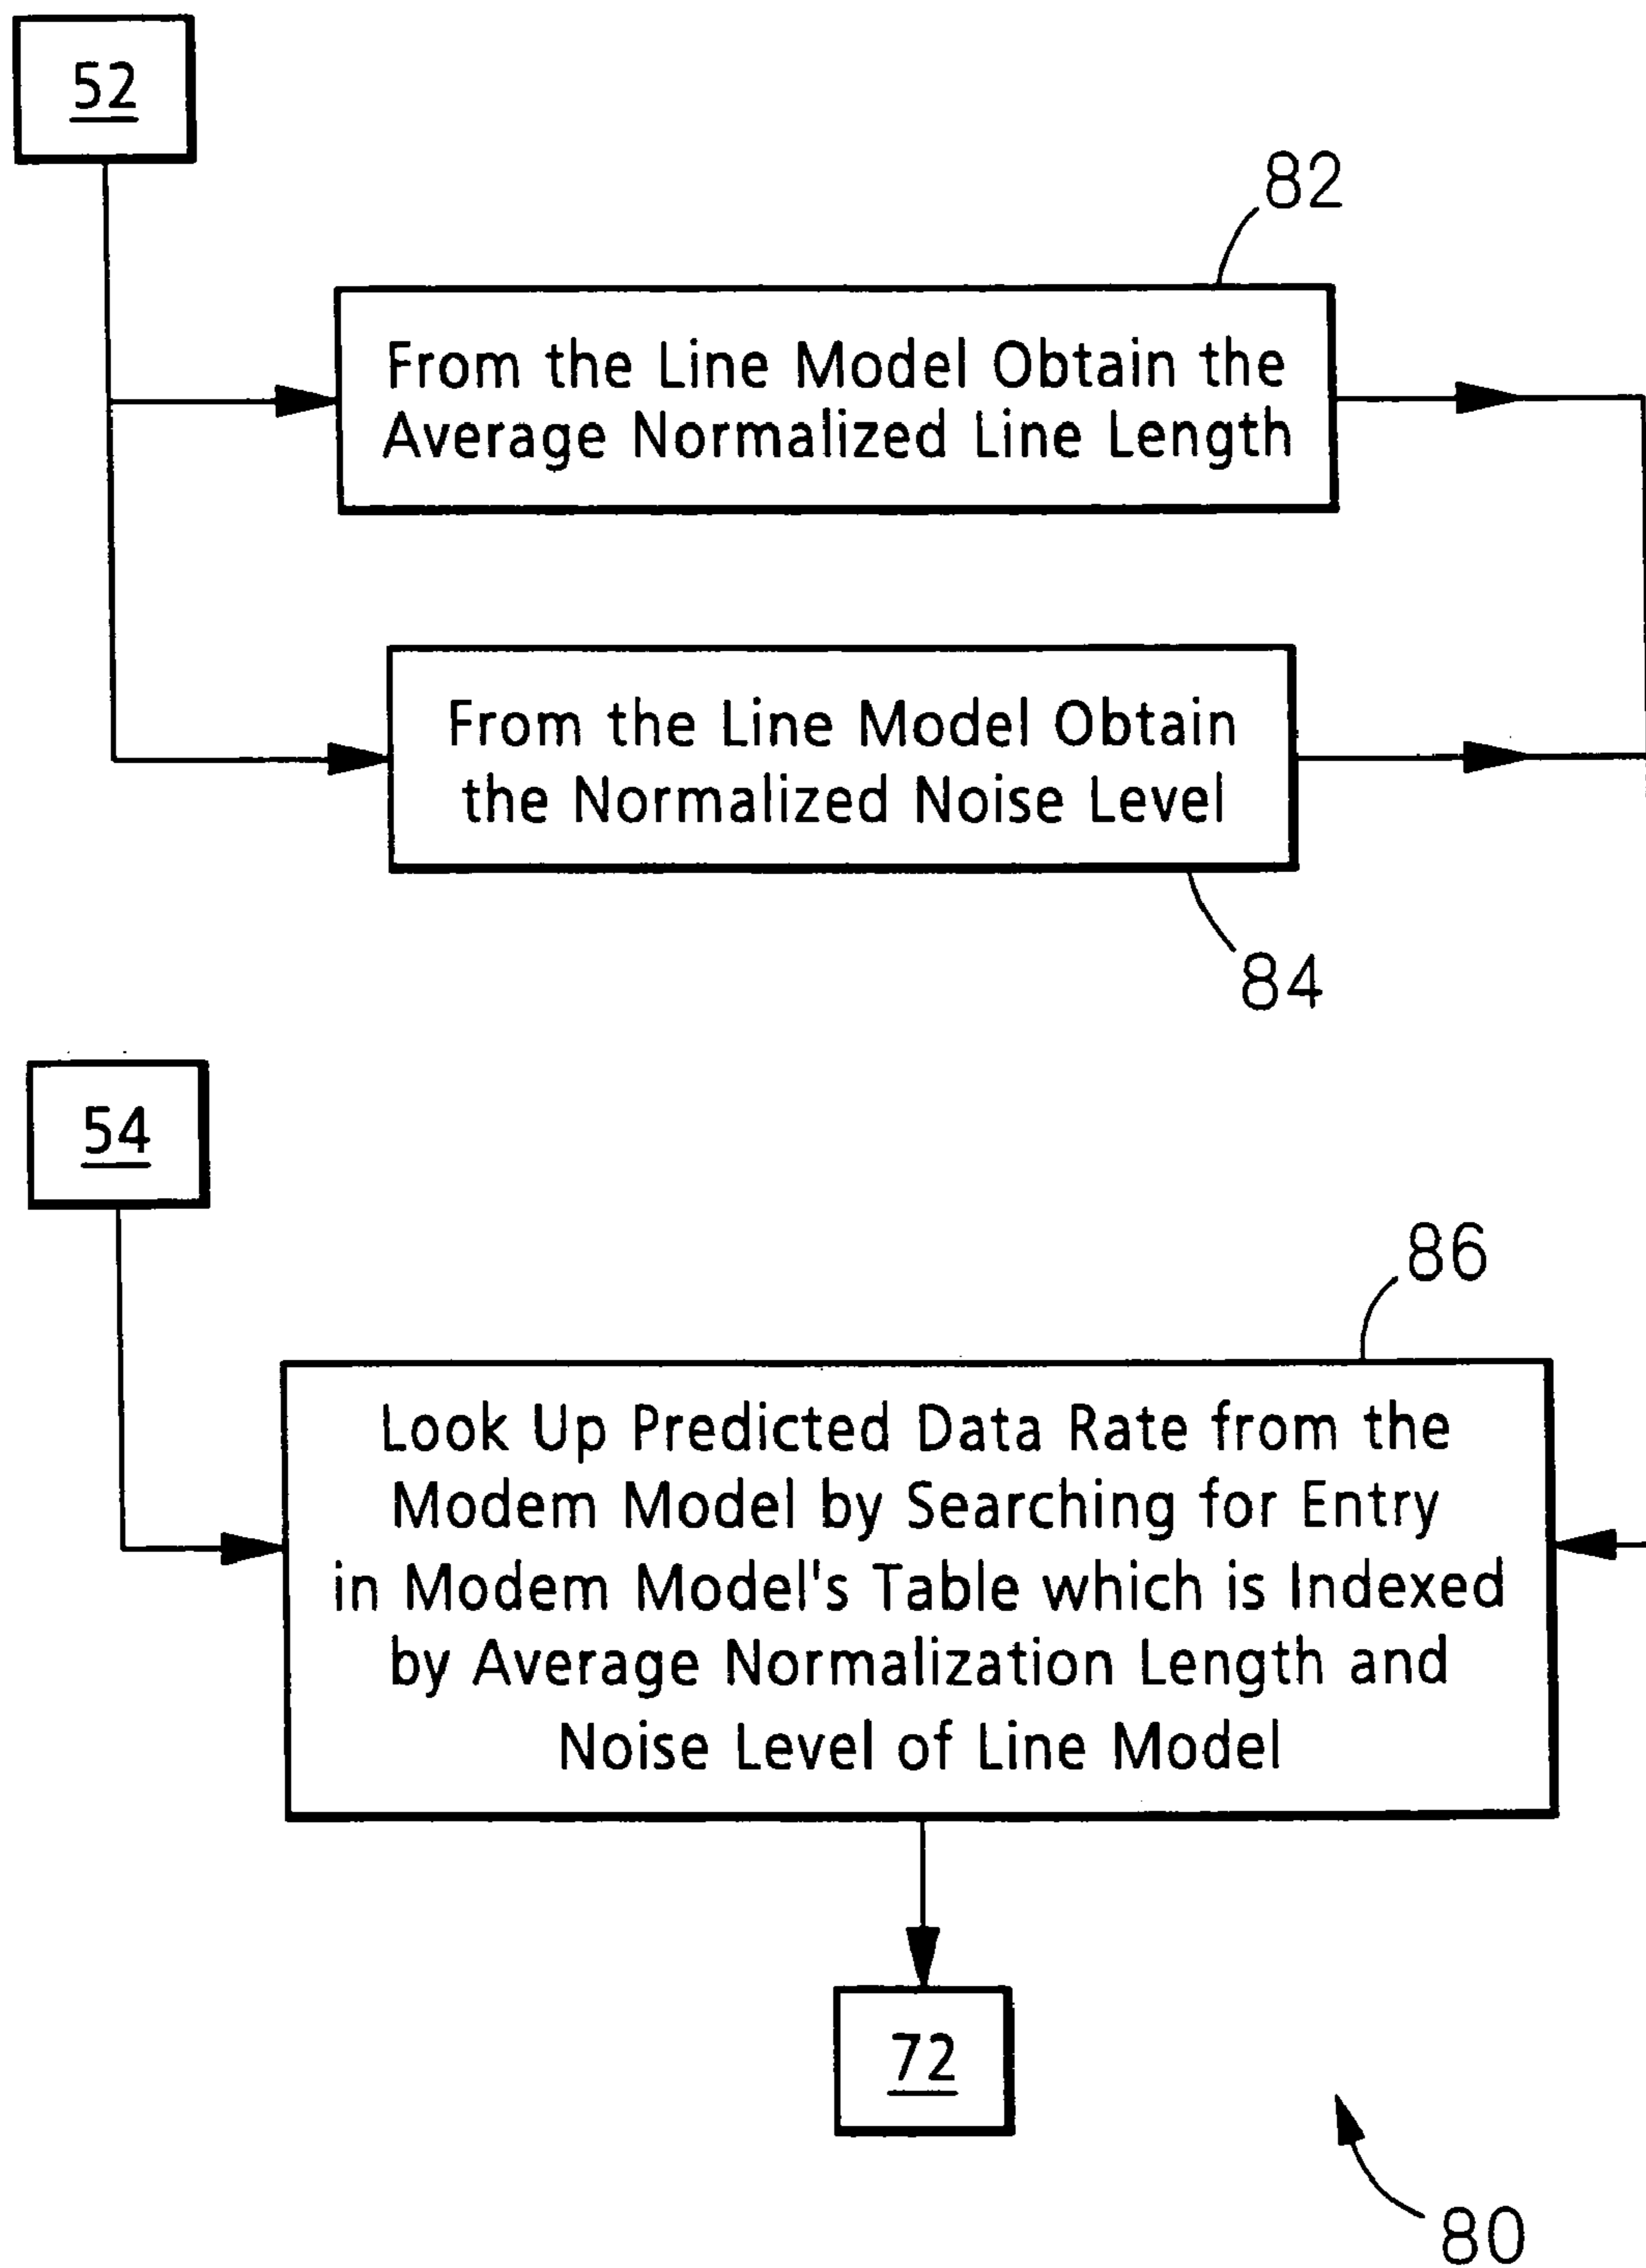 52
82
From the Line Model Obtain the
Average Normalized Line Length
From the Line Model Obtain
the Normalized Noise Level
84
54
86
Look Up Predicted Data Rate from the
Modem Model by Searching for Entry
in Modem Model's Table which is Indexed
by Average Normalization Length and
Noise Level of Line Model
72
80